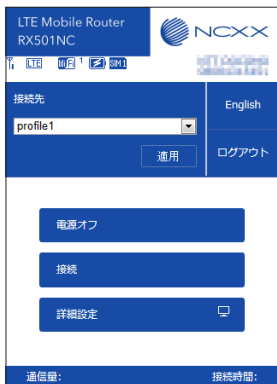 LTE Mobile Router
RX501NC
NCXX
LTE WiFi 1 SIM1
接続先
English
profile1
適用
ログアウト
電源オフ
接続
詳細設定
通信量:
接続時間: